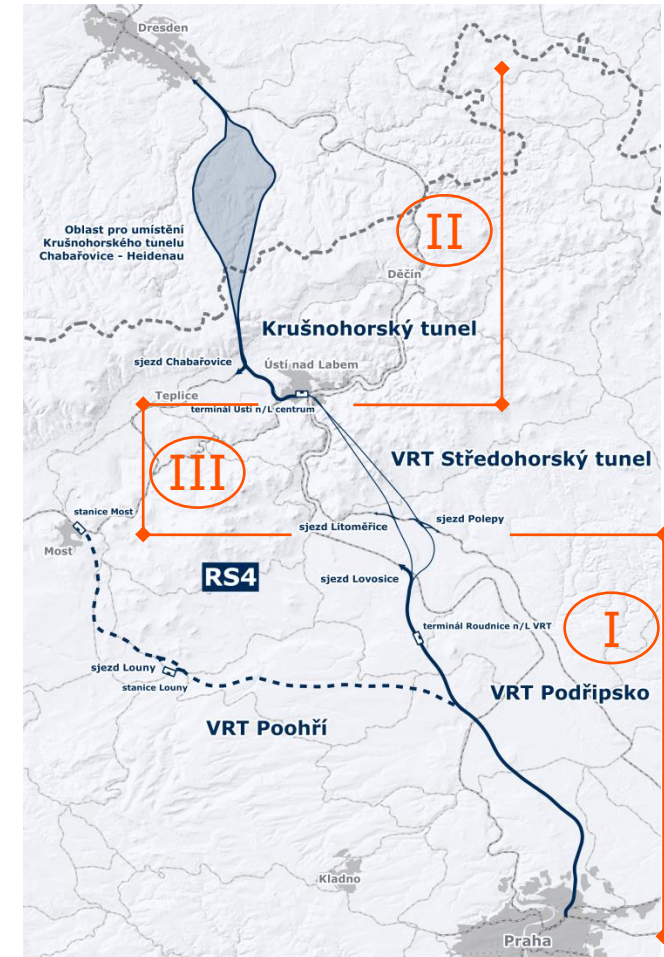 Dresden
Oblast pro umístění
Krušnohorského tunelu
Chabařovice - Heidenau
II
Děčín
Krušnohorský tunel
sjezd Chabařovice
Ústí nad Labem
Teplice
terminál Ústí n/L centrum
VRT Středohorský tunel
III
stanice Most
sjezd Litoměřice
sjezd Polepy
Most
RS4
sjezd Lovosice
terminál Roudnice n/L VRT
I
sjezd Louny
stanice Louny
VRT Podřipsko
VRT Poohří
Kladno
Praha